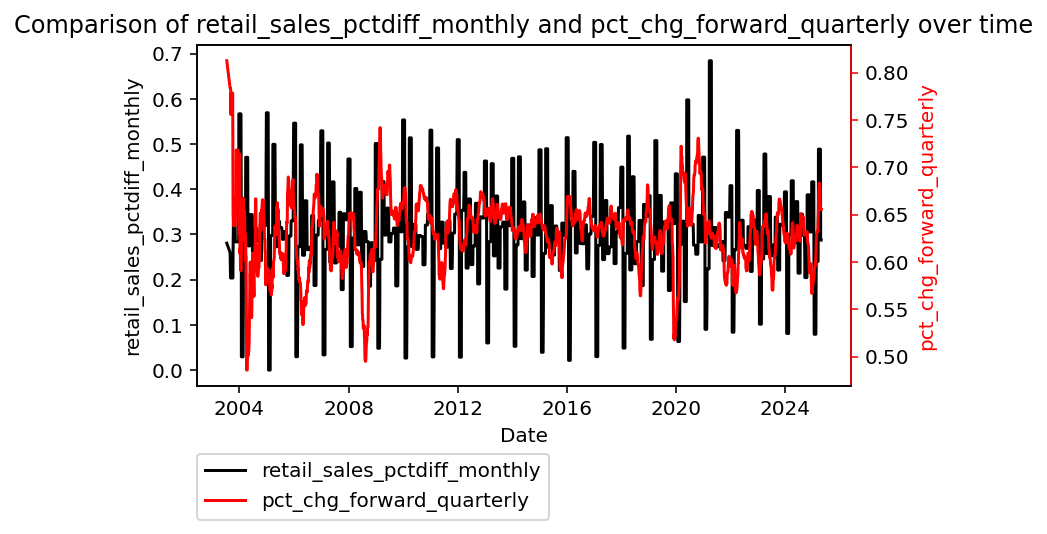 Comparison of retail_sales_pctdiff_monthly and pct_chg_forward_quarterly over time
retail_sales_pctdiff_monthly
0.7
0.6
0.5
0.4
0.3
0.2
0.1
0.0
0.80
0.75
0.70
0.65
0.60
0.55
0.50
pct_chg_forward_quarterly
2004 2008 2012 2016 2020 2024
Date
retail_sales_pctdiff_monthly
pct_chg_forward_quarterly